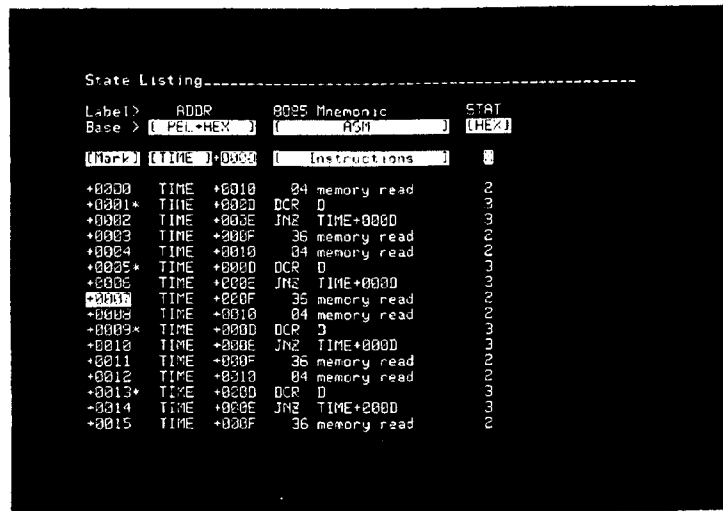 State Listing
Label> ADDR 8085 Mnemonic STAT
Base > [ REL+HEX ] [ ASM ] [HEX]
[Mark] [TIME ]+0000 [ Instructions ]
+0000 TIME +0010 04 memory read 2
+0001* TIME +000D DCR D 3
+0002 TIME +000E JNZ TIME+000D 3
+0003 TIME +000F 36 memory read 2
+0004 TIME +0010 04 memory read 2
+0005* TIME +000D DCR D 3
+0006 TIME +000E JNZ TIME+000D 3
+0007 TIME +000F 36 memory read 2
+0008 TIME +0010 04 memory read 2
+0009* TIME +000D DCR D 3
+0010 TIME +000E JNZ TIME+000D 3
+0011 TIME +000F 36 memory read 2
+0012 TIME +0010 04 memory read 2
+0013* TIME +000D DCR D 3
+0014 TIME +000E JNZ TIME+000D 3
+0015 TIME +000F 36 memory read 2